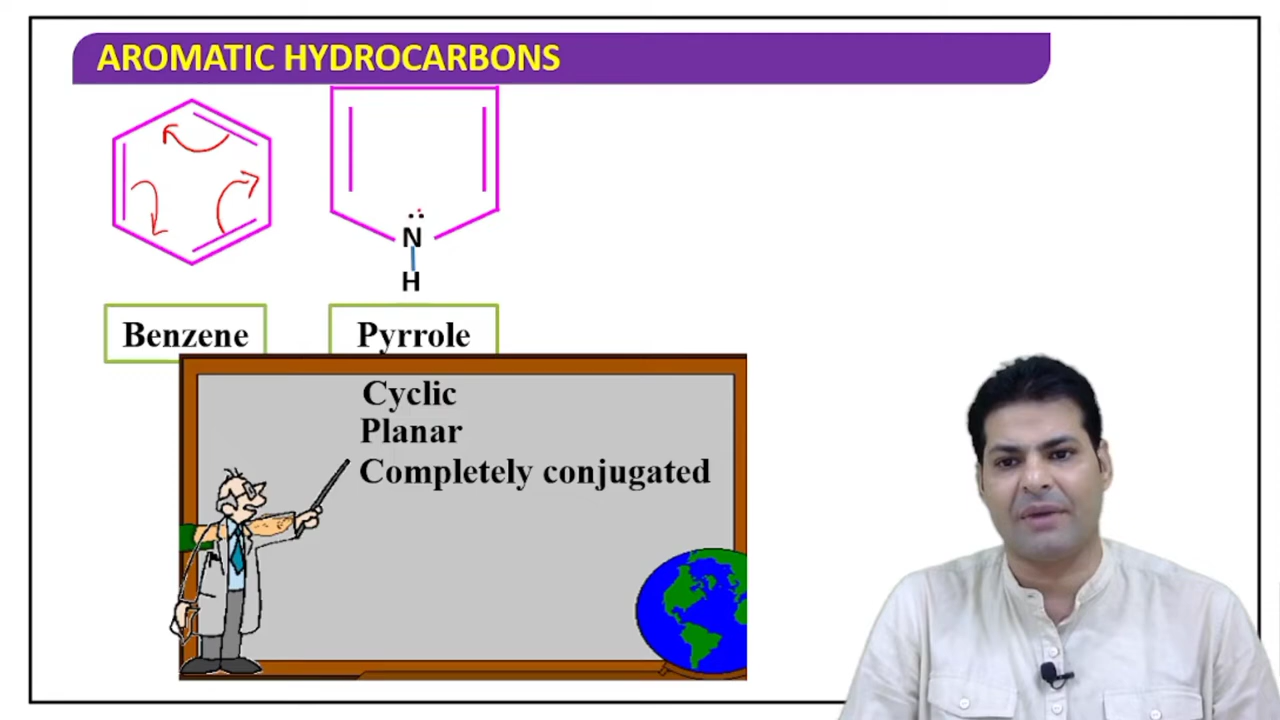 AROMATIC HYDROCARBONS
N
H
Benzene
Pyrrole
Cyclic
Planar
Completely conjugated